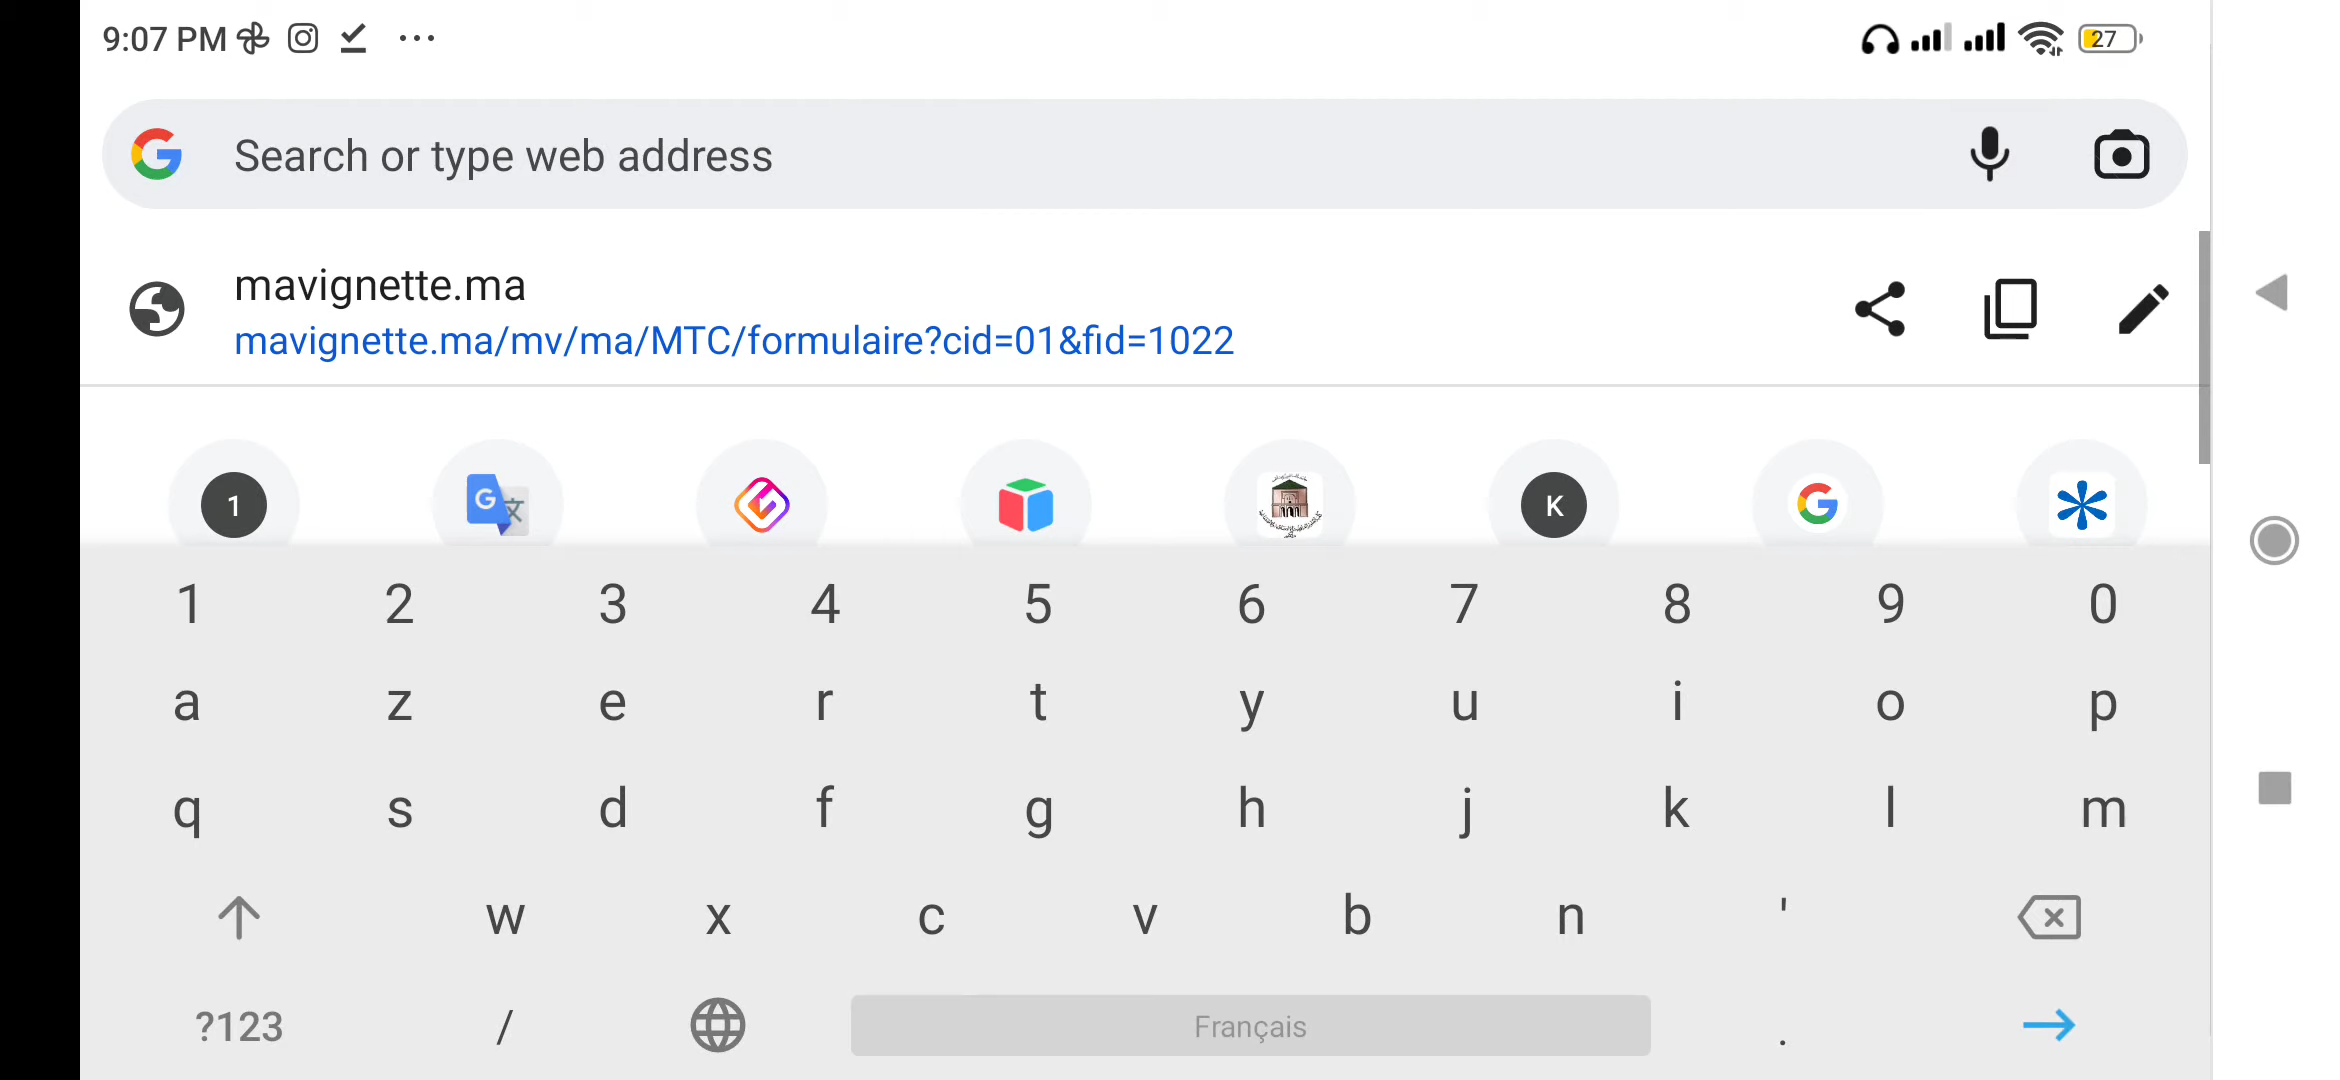 9:07 PM
27
Search or type web address
mavignette.ma
mavignette.ma/mv/ma/MTC/formulaire?cid=01&fid=1022
1
K
1 2 3 4 5 6 7 8 9 0
a z e r t y u i o p
q s d f g h j k l m
w x c v b n '
?123 / Français .